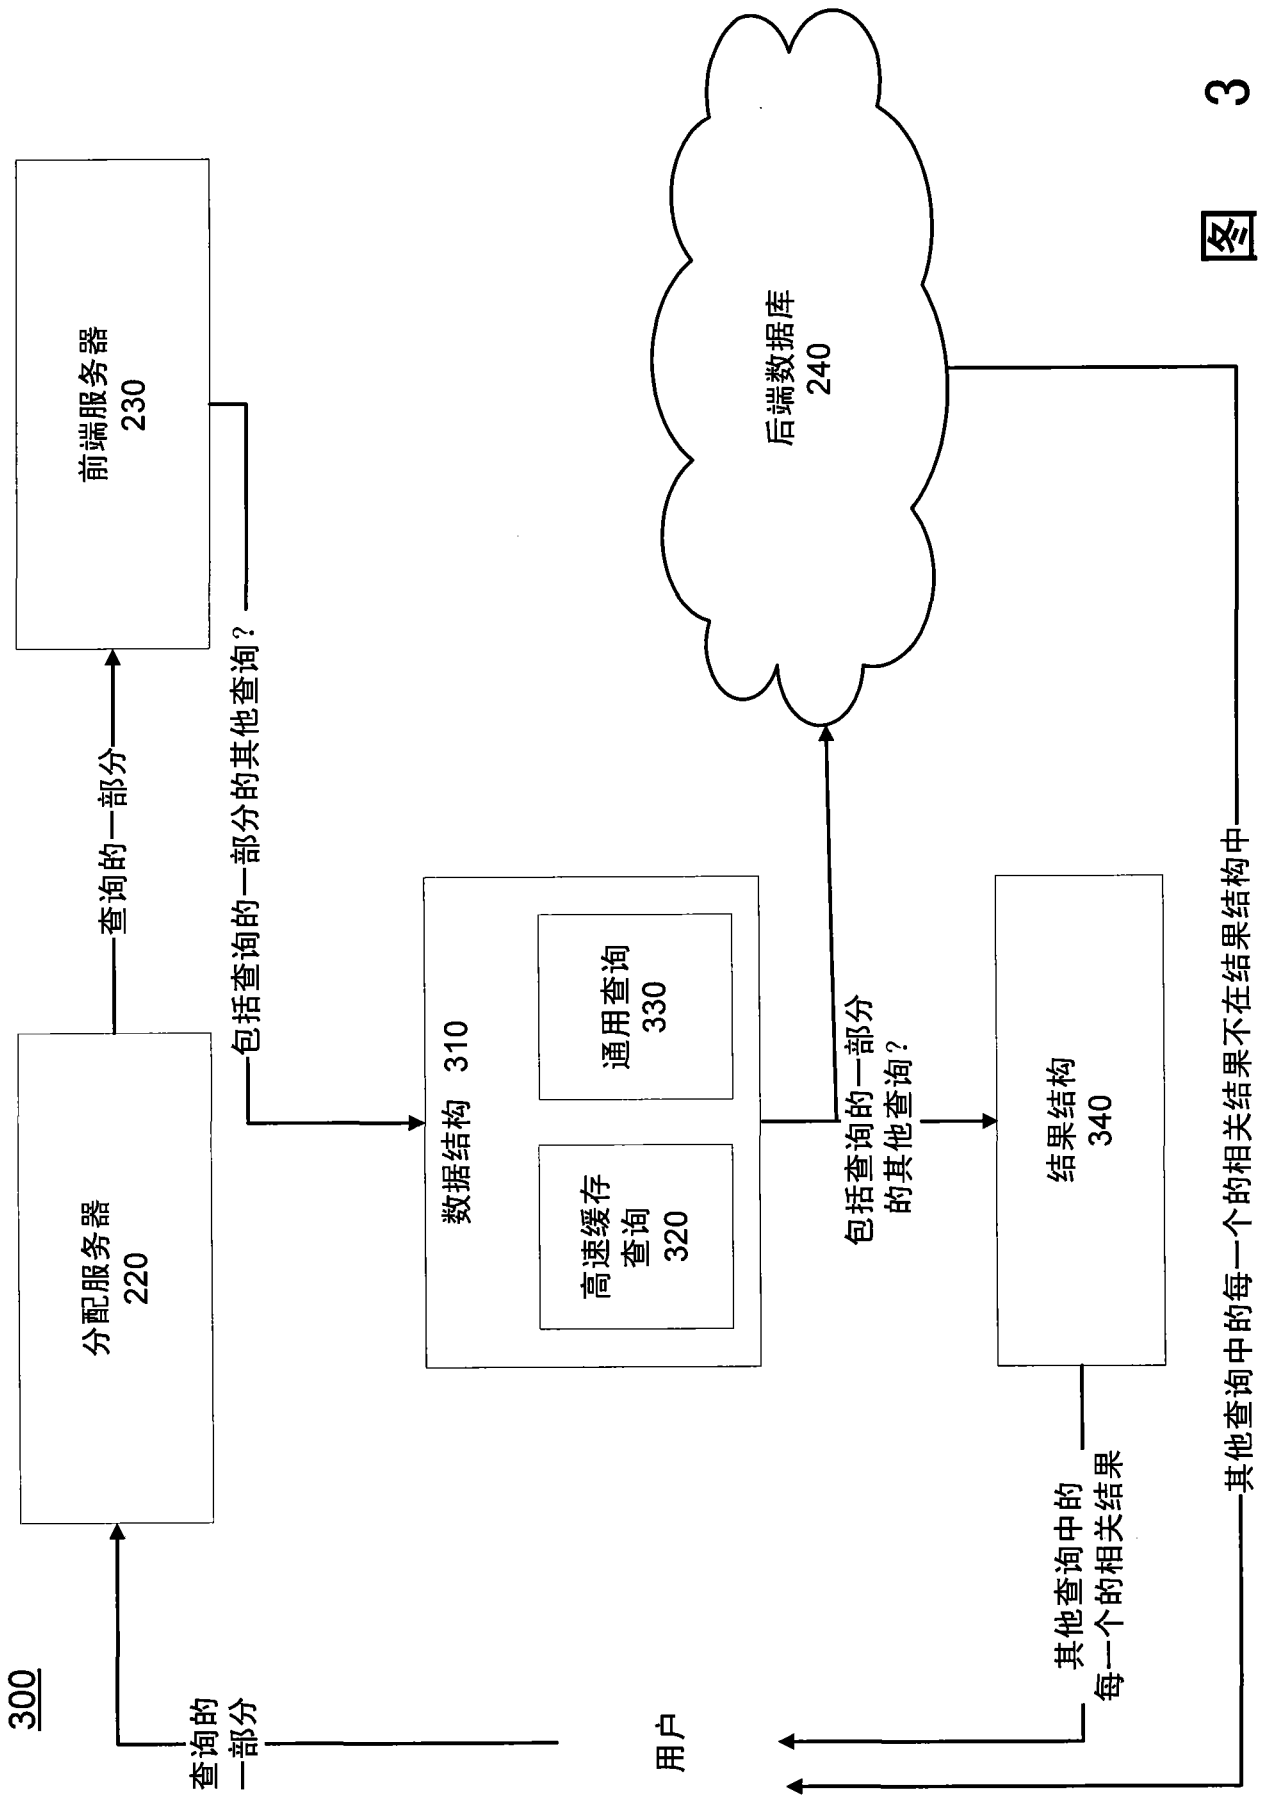 300
查询的
一部分
用户
分配服务器
220
查询的一部分
前端服务器
230
包括查询的一部分的其他查询？
数据结构 310
高速缓存
查询
320
通用查询
330
包括查询的一部分
的其他查询？
后端数据库
240
结果结构
340
其他查询中的
每一个的相关结果
其他查询中的每一个的相关结果不在结果结构中
图 3